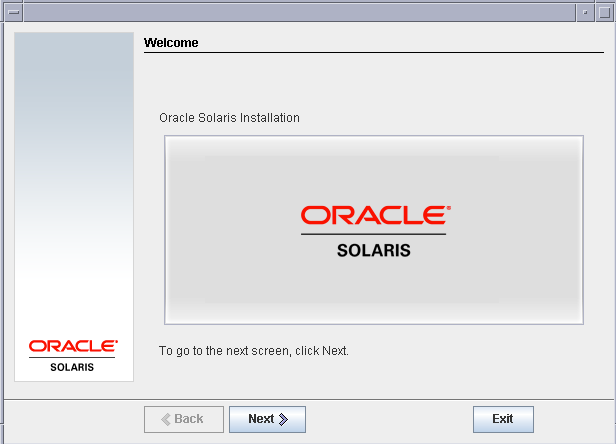 Welcome
Oracle Solaris Installation
ORACLE®
SOLARIS
To go to the next screen, click Next.
ORACLE®
SOLARIS
Back
Next
Exit